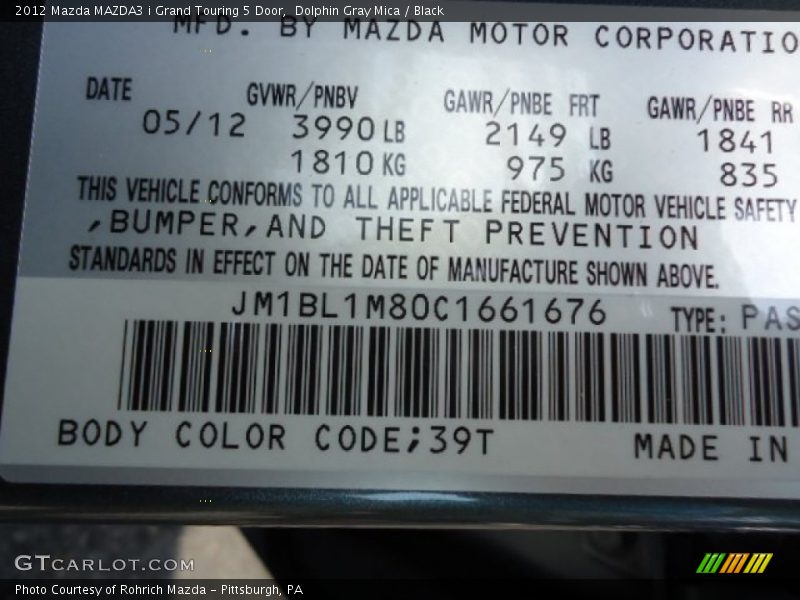 2012 Mazda MAZDA3 i Grand Touring 5 Door, Dolphin Gray Mica / Black
MFD. BY MAZDA MOTOR CORPORATIO
DATE GVWR/PNBV GAWR/PNBE FRT GAWR/PNBE RR
05/12 3990 LB 2149 LB 1841
1810 KG 975 KG 835
THIS VEHICLE CONFORMS TO ALL APPLICABLE FEDERAL MOTOR VEHICLE SAFETY
,BUMPER,AND THEFT PREVENTION
STANDARDS IN EFFECT ON THE DATE OF MANUFACTURE SHOWN ABOVE.
JM1BL1M80C1661676 TYPE: PAS
BODY COLOR CODE;39T MADE IN
GTCARLOT.COM
Photo Courtesy of Rohrich Mazda - Pittsburgh, PA